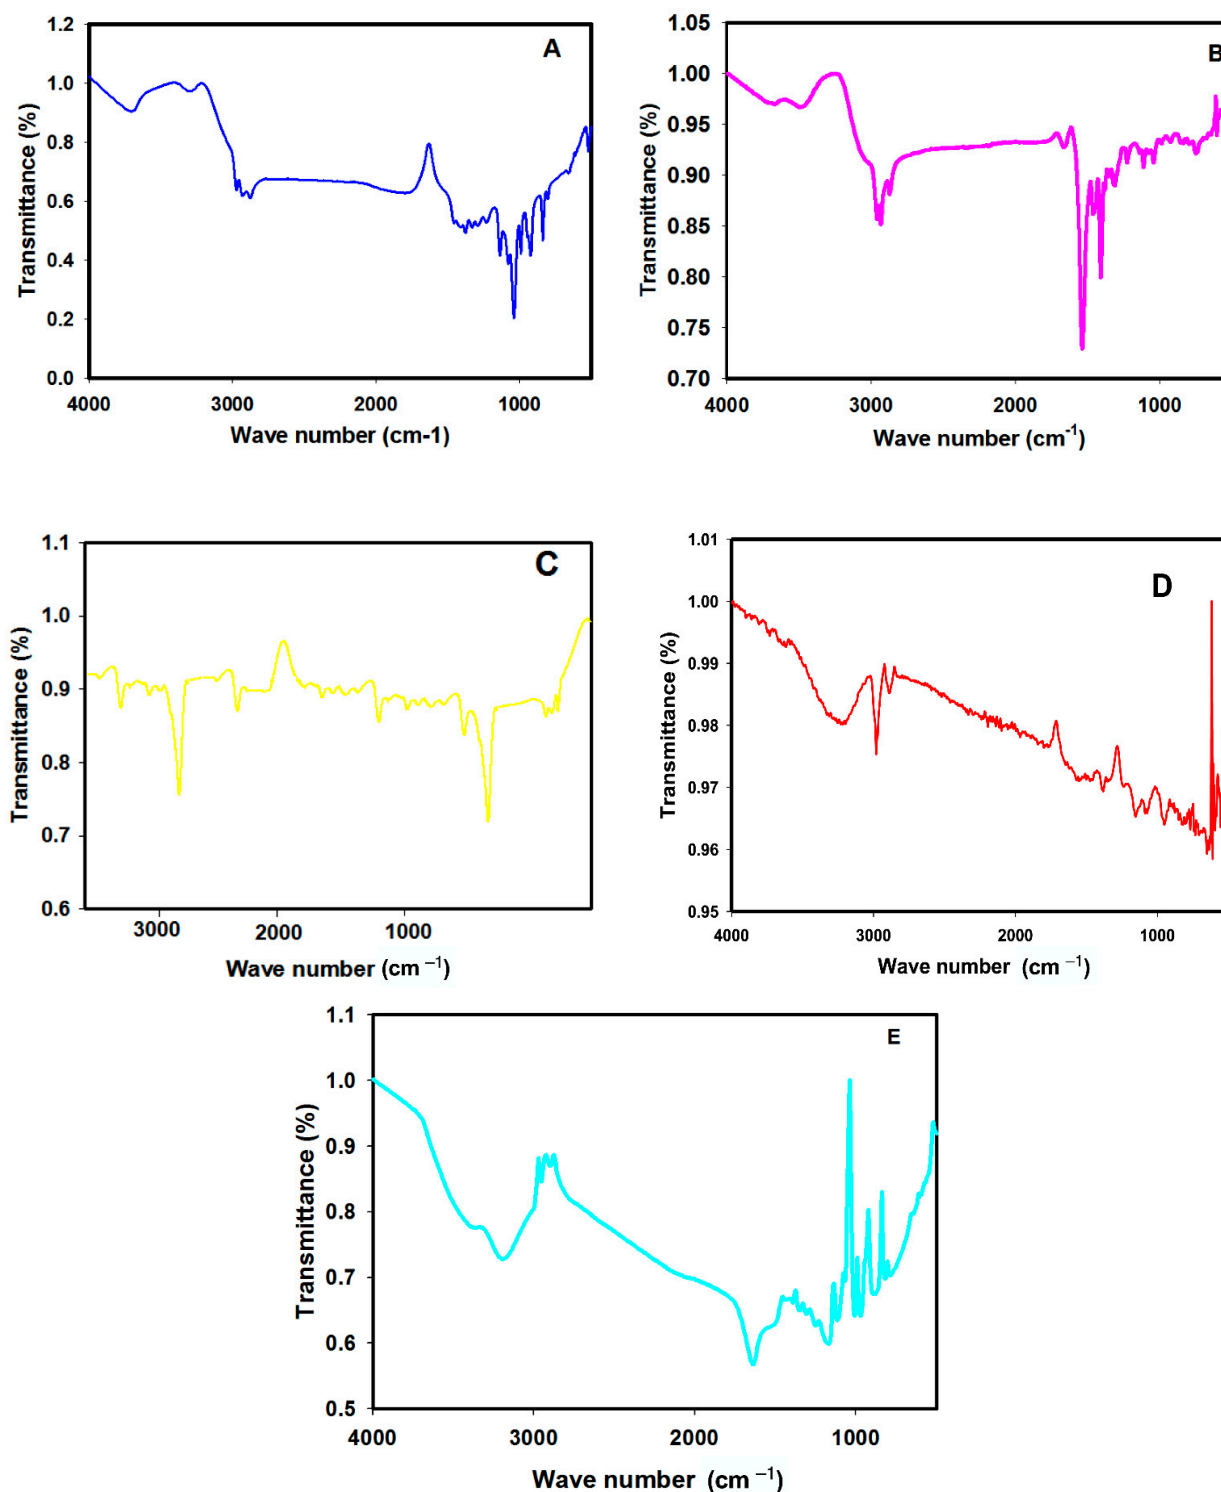 A
Transmittance (%)
1.2
1.0
0.8
0.6
0.4
0.2
0.0
4000 3000 2000 1000
Wave number (cm-1)
B
Transmittance (%)
1.05
1.00
0.95
0.90
0.85
0.80
0.75
0.70
4000 3000 2000 1000
Wave number (cm-1)
C
Transmittance (%)
1.1
1.0
0.9
0.8
0.7
0.6
3000 2000 1000
Wave number (cm −1)
D
Transmittance (%)
1.01
1.00
0.99
0.98
0.97
0.96
0.95
4000 3000 2000 1000
Wave number (cm −1)
E
Transmittance (%)
1.1
1.0
0.9
0.8
0.7
0.6
0.5
4000 3000 2000 1000
Wave number (cm −1)